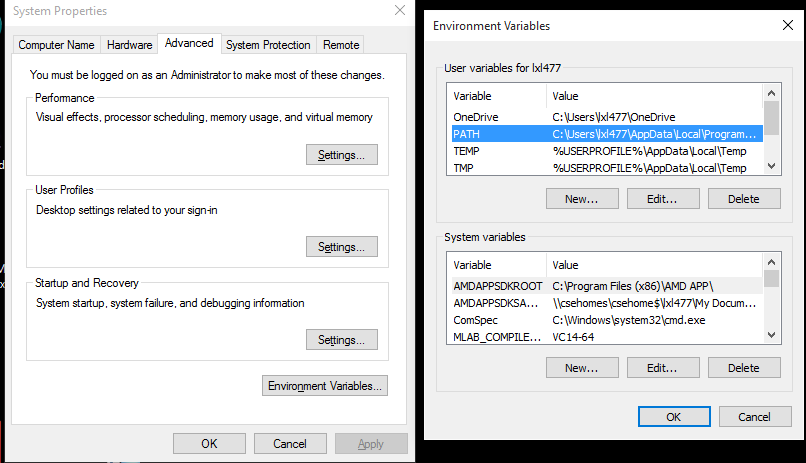 System Properties
Computer Name Hardware Advanced System Protection Remote
You must be logged on as an Administrator to make most of these changes.
Performance
Visual effects, processor scheduling, memory usage, and virtual memory
Settings...
User Profiles
Desktop settings related to your sign-in
Settings...
Startup and Recovery
System startup, system failure, and debugging information
Settings...
Environment Variables...
OK Cancel Apply
Environment Variables
User variables for lxl477
Variable Value
OneDrive C:\Users\lxl477\OneDrive
PATH C:\Users\lxl477\AppData\Local\Program...
TEMP %USERPROFILE%\AppData\Local\Temp
TMP %USERPROFILE%\AppData\Local\Temp
New... Edit... Delete
System variables
Variable Value
AMDAPPSDKROOT C:\Program Files (x86)\AMD APP\
AMDAPPSDKSA... \\csehomes\csehome$\lxl477\My Docum...
ComSpec C:\Windows\system32\cmd.exe
MLAB_COMPILE... VC14-64
New... Edit... Delete
OK Cancel